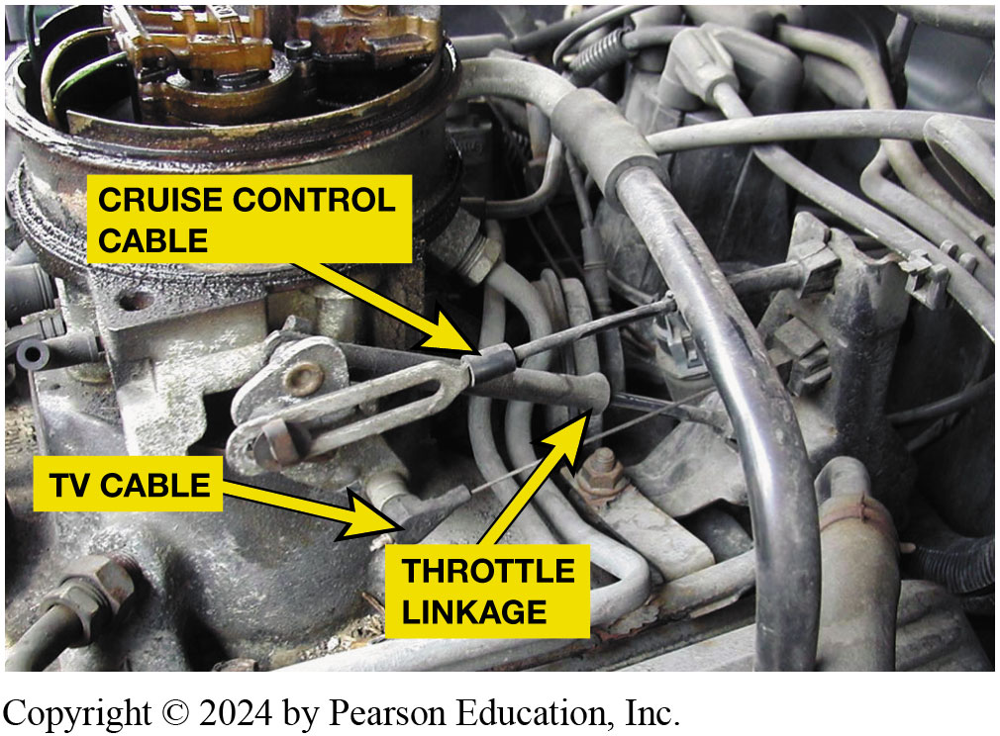 CRUISE CONTROL
CABLE
TV CABLE
THROTTLE
LINKAGE
Copyright © 2024 by Pearson Education, Inc.